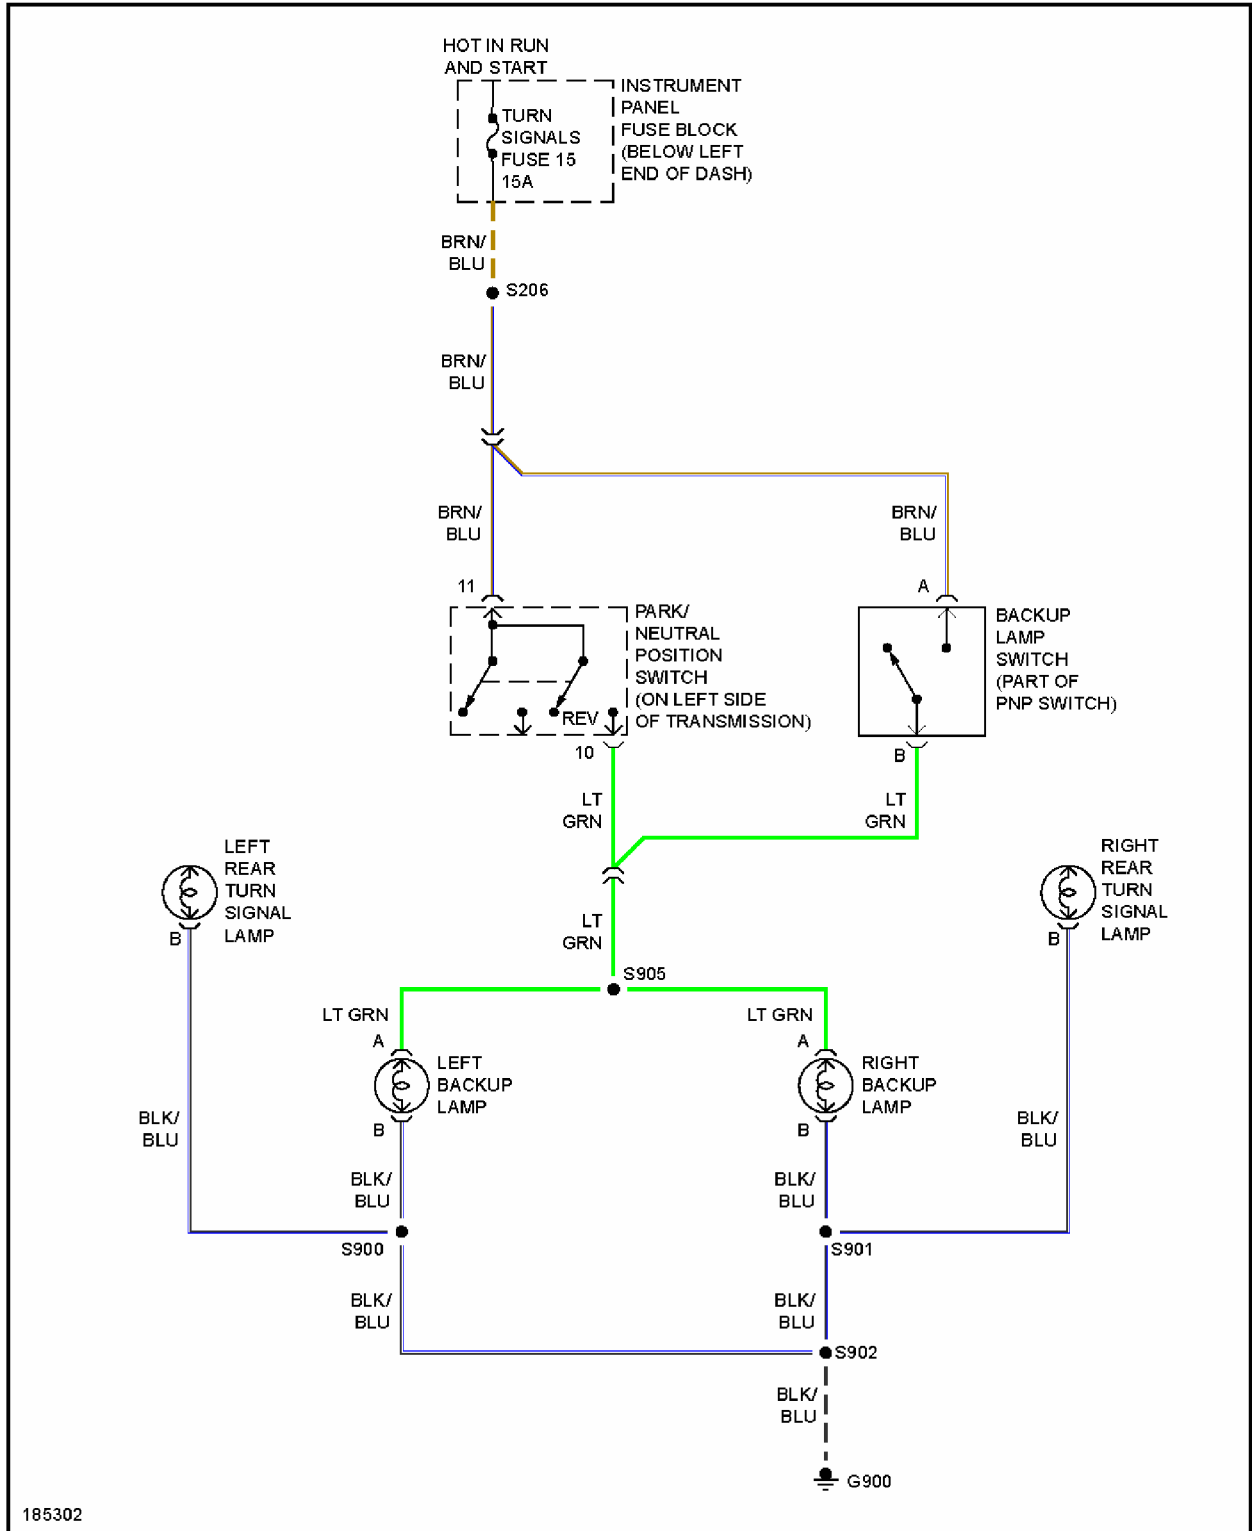 HOT IN RUN
AND START
INSTRUMENT
PANEL
FUSE BLOCK
(BELOW LEFT
END OF DASH)
TURN
SIGNALS
FUSE 15
15A
BRN/
BLU
S206
BRN/
BLU
BRN/
BLU
BRN/
BLU
11
A
PARK/
NEUTRAL
POSITION
SWITCH
(ON LEFT SIDE
OF TRANSMISSION)
REV
BACKUP
LAMP
SWITCH
(PART OF
PNP SWITCH)
10
B
LT
GRN
LT
GRN
LEFT
REAR
TURN
SIGNAL
LAMP
B
RIGHT
REAR
TURN
SIGNAL
LAMP
B
LT
GRN
S905
LT GRN
LT GRN
A
A
LEFT
BACKUP
LAMP
RIGHT
BACKUP
LAMP
B
B
BLK/
BLU
BLK/
BLU
BLK/
BLU
BLK/
BLU
S900
S901
BLK/
BLU
BLK/
BLU
S902
BLK/
BLU
G900
185302